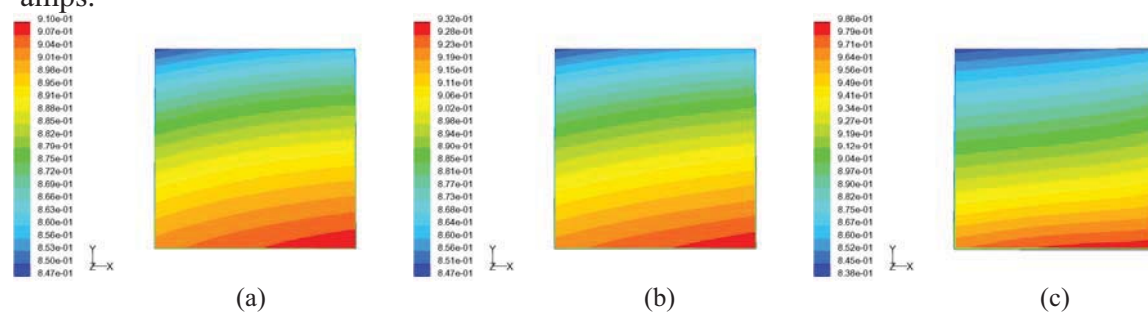 amps.
9.10e-01
9.07e-01
9.04e-01
9.01e-01
8.98e-01
8.95e-01
8.91e-01
8.88e-01
8.85e-01
8.82e-01
8.79e-01
8.75e-01
8.72e-01
8.69e-01
8.66e-01
8.63e-01
8.60e-01
8.56e-01
8.53e-01
8.50e-01
8.47e-01
Y
Z X
(a)
9.32e-01
9.28e-01
9.23e-01
9.19e-01
9.15e-01
9.11e-01
9.06e-01
9.02e-01
8.98e-01
8.94e-01
8.90e-01
8.85e-01
8.81e-01
8.77e-01
8.73e-01
8.68e-01
8.64e-01
8.60e-01
8.56e-01
8.51e-01
8.47e-01
Y
Z X
(b)
9.86e-01
9.79e-01
9.71e-01
9.64e-01
9.56e-01
9.49e-01
9.41e-01
9.34e-01
9.27e-01
9.19e-01
9.12e-01
9.04e-01
8.97e-01
8.90e-01
8.82e-01
8.75e-01
8.67e-01
8.60e-01
8.52e-01
8.45e-01
8.38e-01
Y
Z X
(c)